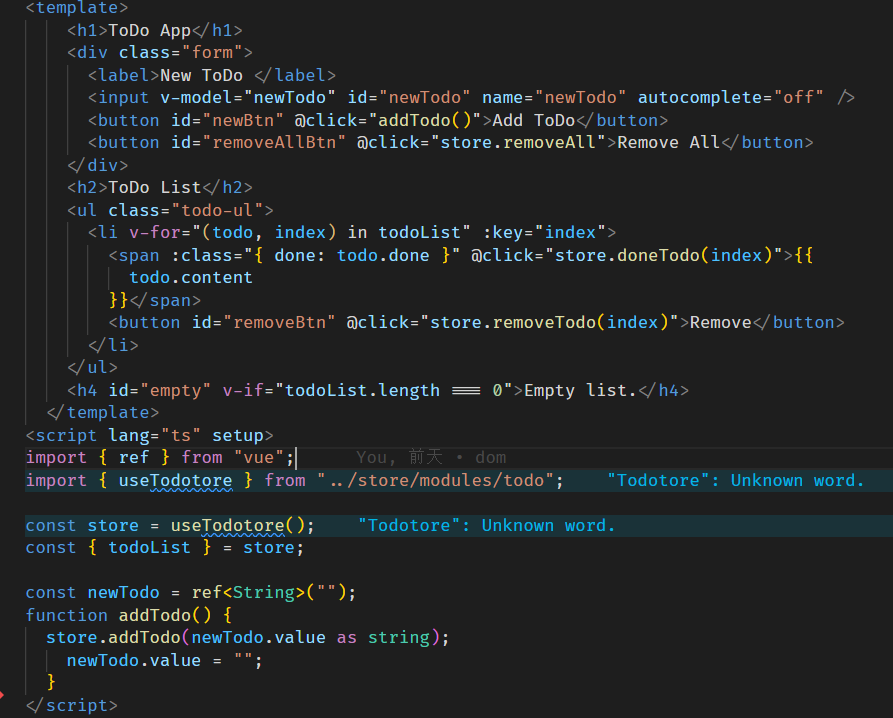 <template>
<h1>ToDo App</h1>
<div class="form">
<label>New ToDo </label>
<input v-model="newTodo" id="newTodo" name="newTodo" autocomplete="off" />
<button id="newBtn" @click="addTodo()">Add ToDo</button>
<button id="removeAllBtn" @click="store.removeAll">Remove All</button>
</div>
<h2>ToDo List</h2>
<ul class="todo-ul">
<li v-for="(todo, index) in todoList" :key="index">
<span :class="{ done: todo.done }" @click="store.doneTodo(index)">{{
todo.content
}}</span>
<button id="removeBtn" @click="store.removeTodo(index)">Remove</button>
</li>
</ul>
<h4 id="empty" v-if="todoList.length === 0">Empty list.</h4>
</template>
<script lang="ts" setup>
import { ref } from "vue"; You, 前天 • dom
import { useTodotore } from "../store/modules/todo"; "Todotore": Unknown word.
const store = useTodotore(); "Todotore": Unknown word.
const { todoList } = store;
const newTodo = ref<String>("");
function addTodo() {
store.addTodo(newTodo.value as string);
newTodo.value = "";
}
</script>